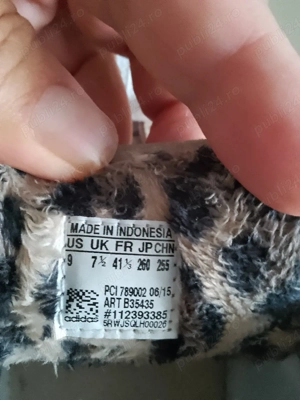 MADE IN INDONESIA
US UK FR JP CHN
9 7½ 41⅓ 260 255
PCI 789002 06/15
ART B35435
#112393385
adidas
5RWJSQLH00026